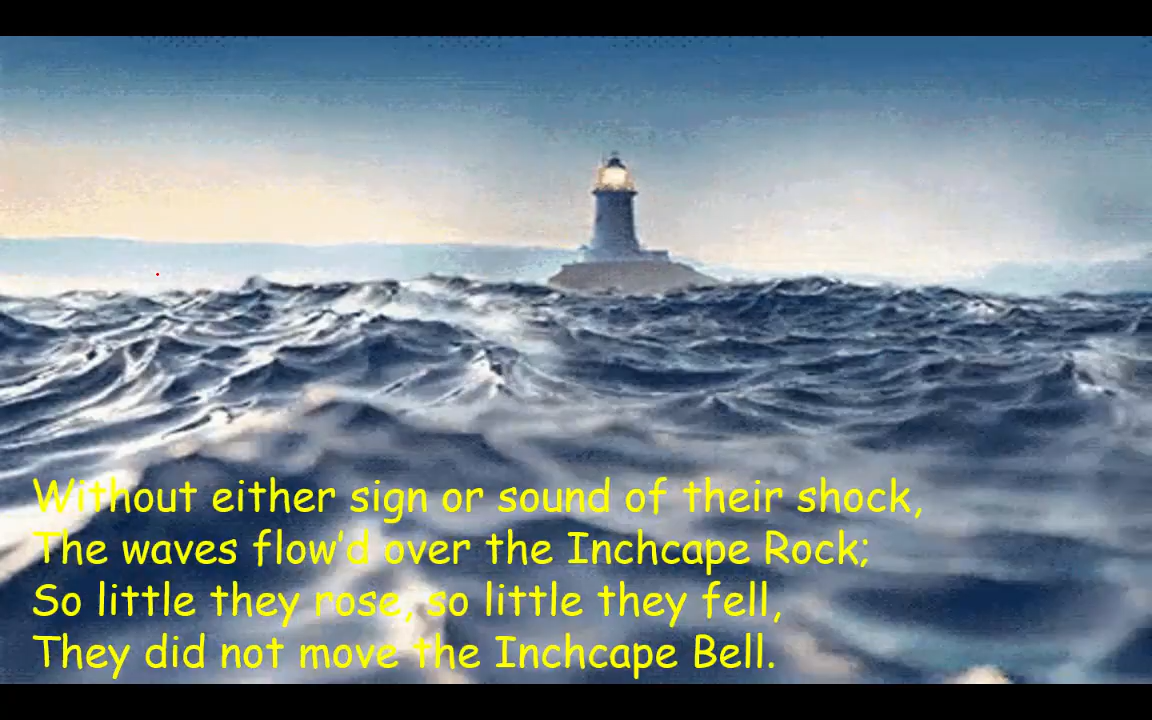 Without either sign or sound of their shock,
The waves flow'd over the Inchcape Rock;
So little they rose, so little they fell,
They did not move the Inchcape Bell.